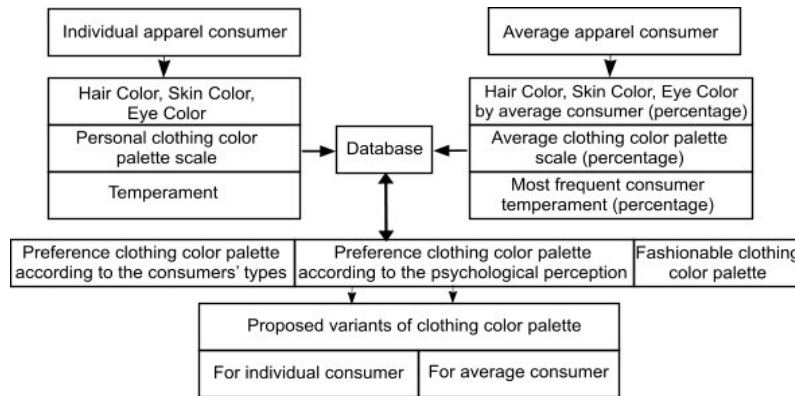 Individual apparel consumer
Average apparel consumer
Hair Color, Skin Color,
Eye Color
Personal clothing color
palette scale
Temperament
Database
Hair Color, Skin Color, Eye Color
by average consumer (percentage)
Average clothing color palette
scale (percentage)
Most frequent consumer
temperament (percentage)
Preference clothing color palette
according to the consumers' types
Preference clothing color palette
according to the psychological perception
Fashionable clothing
color palette
Proposed variants of clothing color palette
For individual consumer
For average consumer